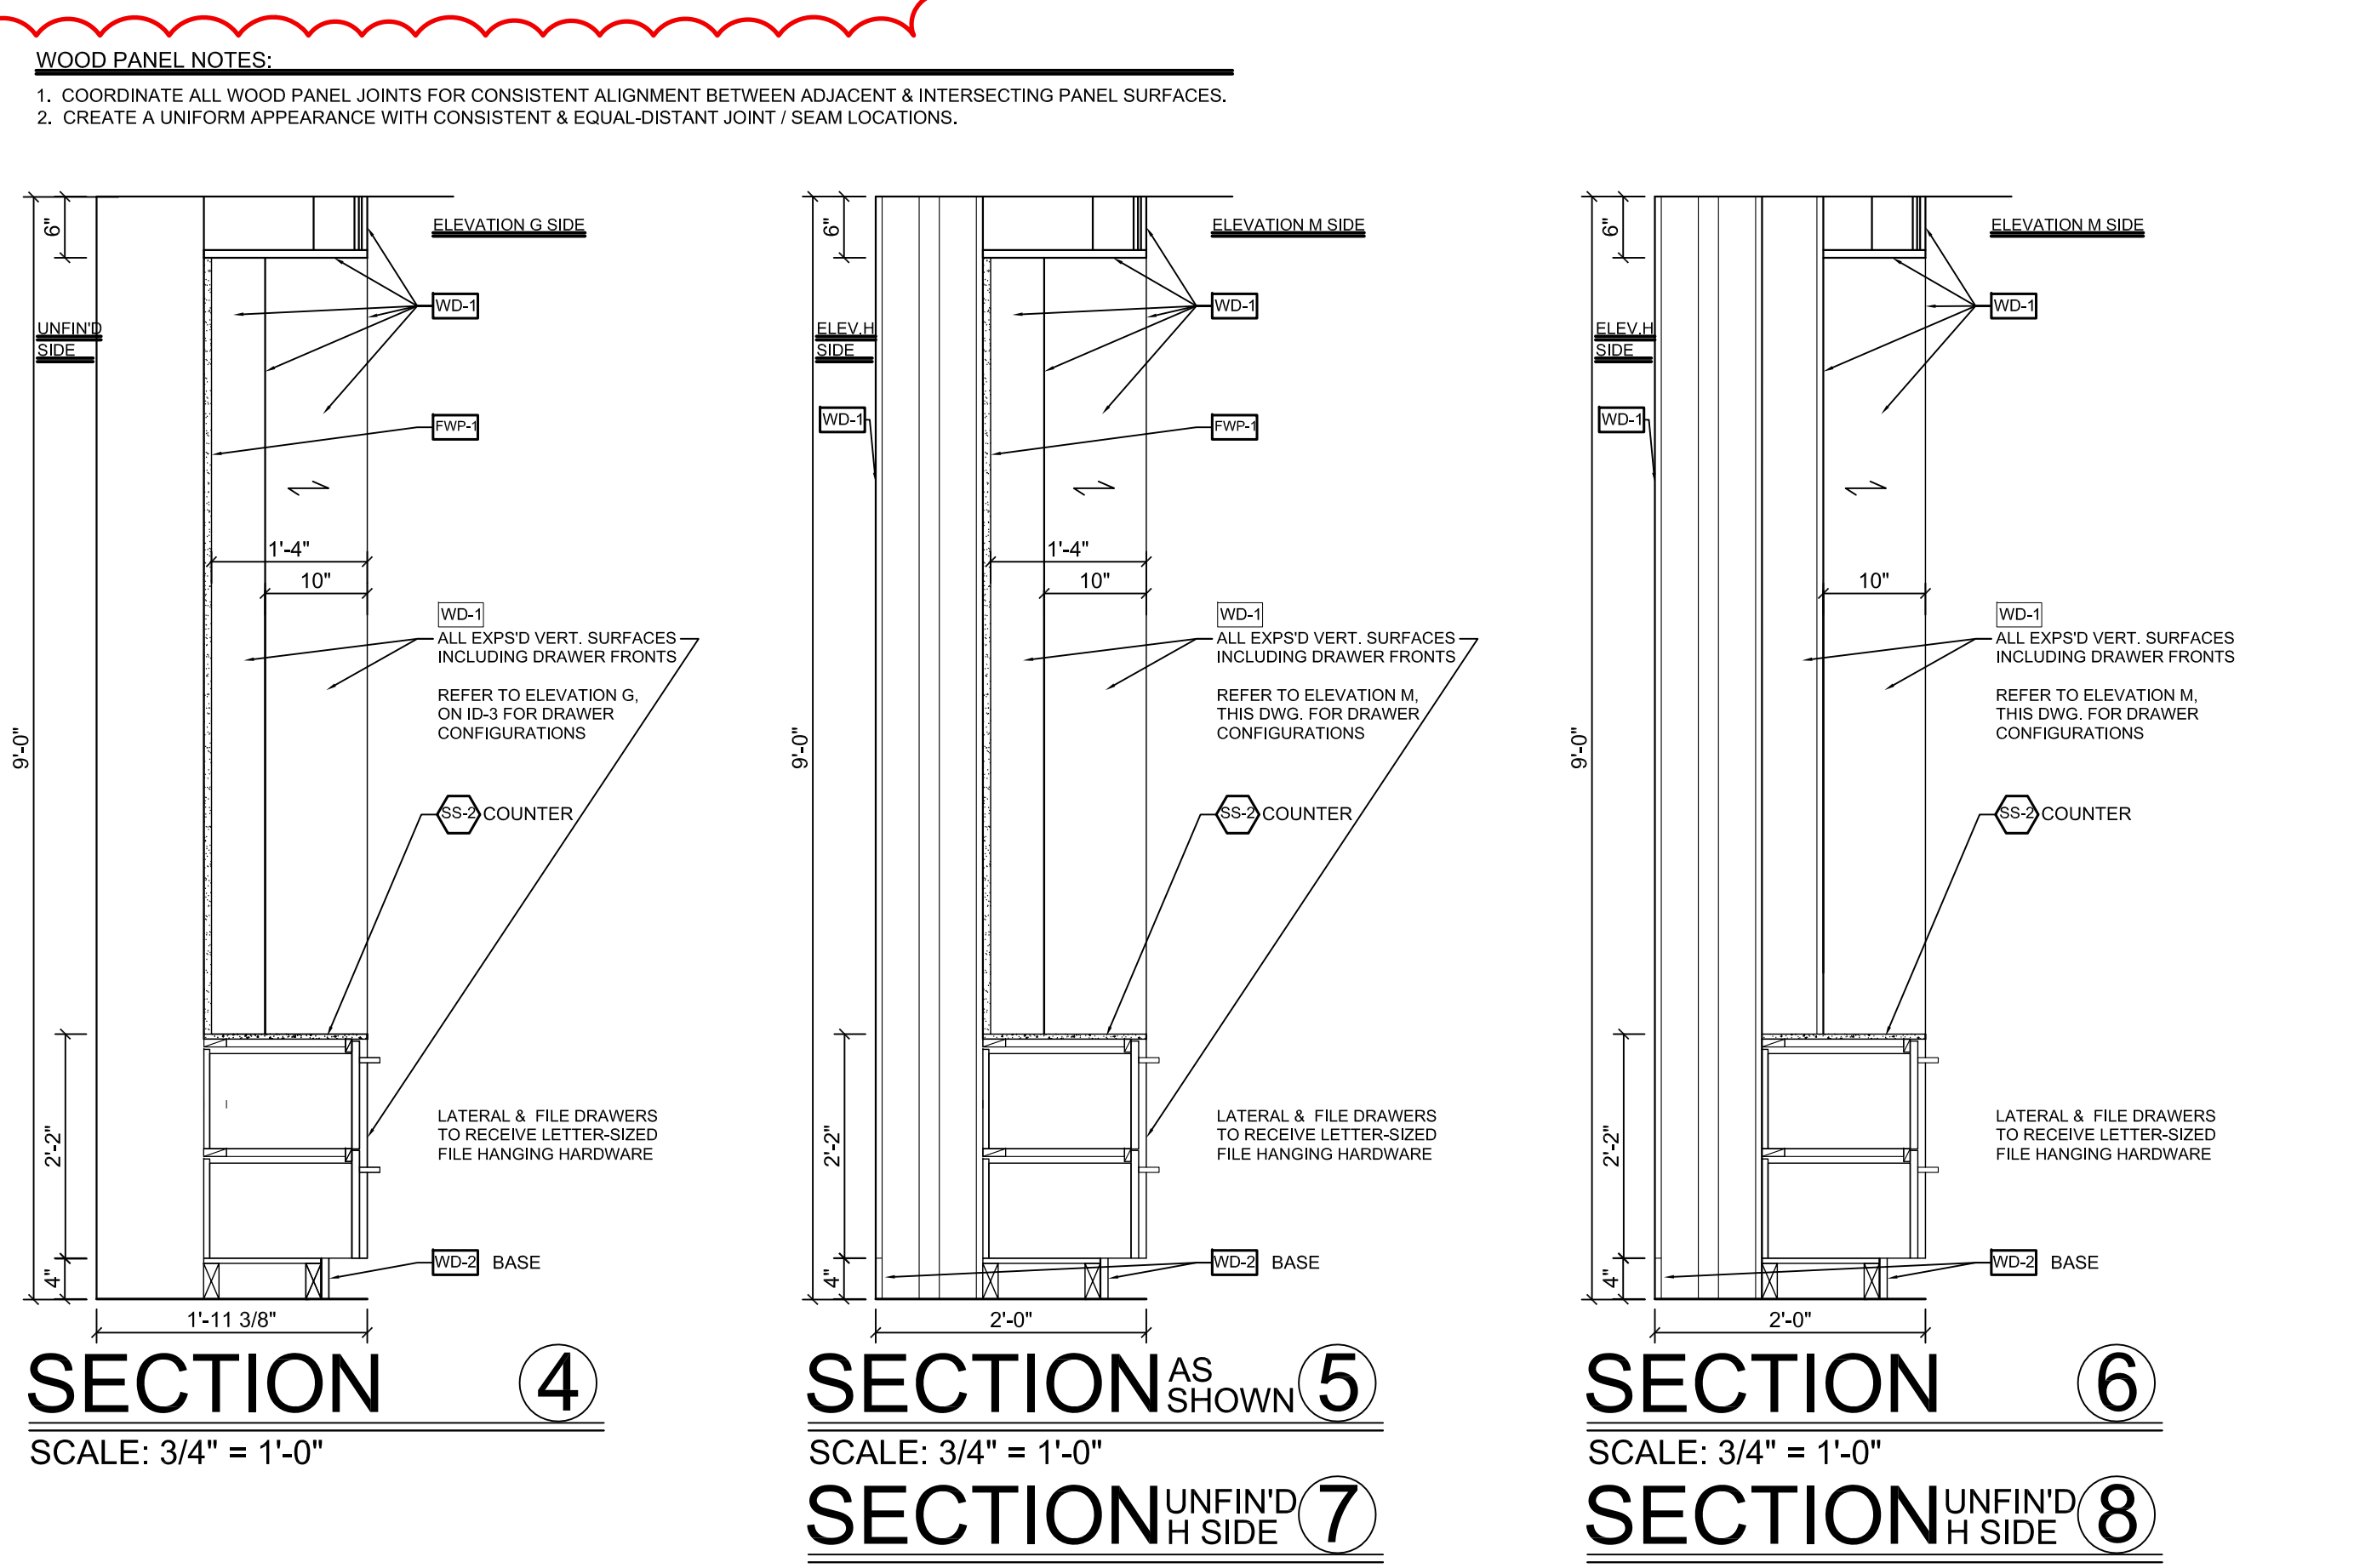 WOOD PANEL NOTES:
1. COORDINATE ALL WOOD PANEL JOINTS FOR CONSISTENT ALIGNMENT BETWEEN ADJACENT & INTERSECTING PANEL SURFACES.
2. CREATE A UNIFORM APPEARANCE WITH CONSISTENT & EQUAL-DISTANT JOINT / SEAM LOCATIONS.
6"
ELEVATION G SIDE
WD-1
UNFIN'D
SIDE
FWP-1
1'-4"
10"
WD-1
ALL EXPS'D VERT. SURFACES
INCLUDING DRAWER FRONTS
REFER TO ELEVATION G,
ON ID-3 FOR DRAWER
CONFIGURATIONS
9'-0"
SS-2 COUNTER
2'-2"
LATERAL & FILE DRAWERS
TO RECEIVE LETTER-SIZED
FILE HANGING HARDWARE
4"
WD-2 BASE
1'-11 3/8"
SECTION 4
SCALE: 3/4" = 1'-0"
6"
ELEVATION M SIDE
WD-1
ELEV.H
SIDE
WD-1
FWP-1
1'-4"
10"
WD-1
ALL EXPS'D VERT. SURFACES
INCLUDING DRAWER FRONTS
REFER TO ELEVATION M,
THIS DWG. FOR DRAWER
CONFIGURATIONS
9'-0"
SS-2 COUNTER
2'-2"
LATERAL & FILE DRAWERS
TO RECEIVE LETTER-SIZED
FILE HANGING HARDWARE
4"
WD-2 BASE
2'-0"
SECTION AS SHOWN 5
SCALE: 3/4" = 1'-0"
SECTION UNFIN'D H SIDE 7
6"
ELEVATION M SIDE
WD-1
ELEV.H
SIDE
WD-1
10"
WD-1
ALL EXPS'D VERT. SURFACES
INCLUDING DRAWER FRONTS
REFER TO ELEVATION M,
THIS DWG. FOR DRAWER
CONFIGURATIONS
9'-0"
SS-2 COUNTER
2'-2"
LATERAL & FILE DRAWERS
TO RECEIVE LETTER-SIZED
FILE HANGING HARDWARE
4"
WD-2 BASE
2'-0"
SECTION 6
SCALE: 3/4" = 1'-0"
SECTION UNFIN'D H SIDE 8